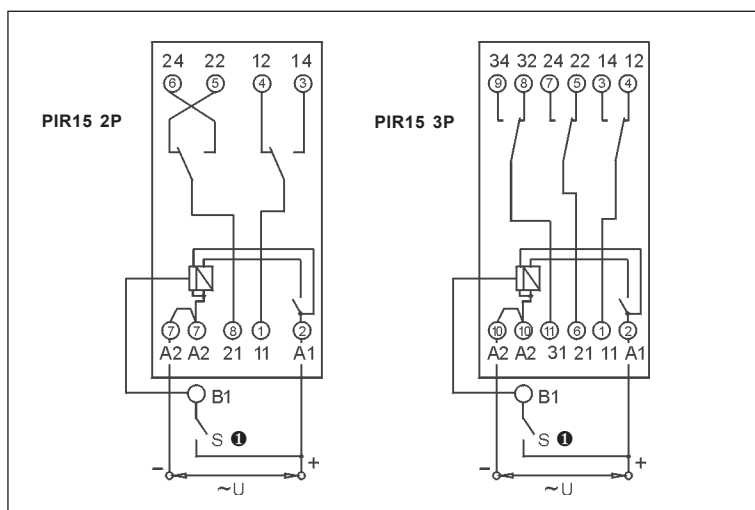 24 22 12 14
6 5 4 3
PIR15 2P
7 7 8 1 2
A2 A2 21 11 A1
B1
S ❶
− +
~U
34 32 24 22 14 12
9 8 7 5 3 4
PIR15 3P
10 10 11 6 1 2
A2 A2 31 21 11 A1
B1
S ❶
− +
~U